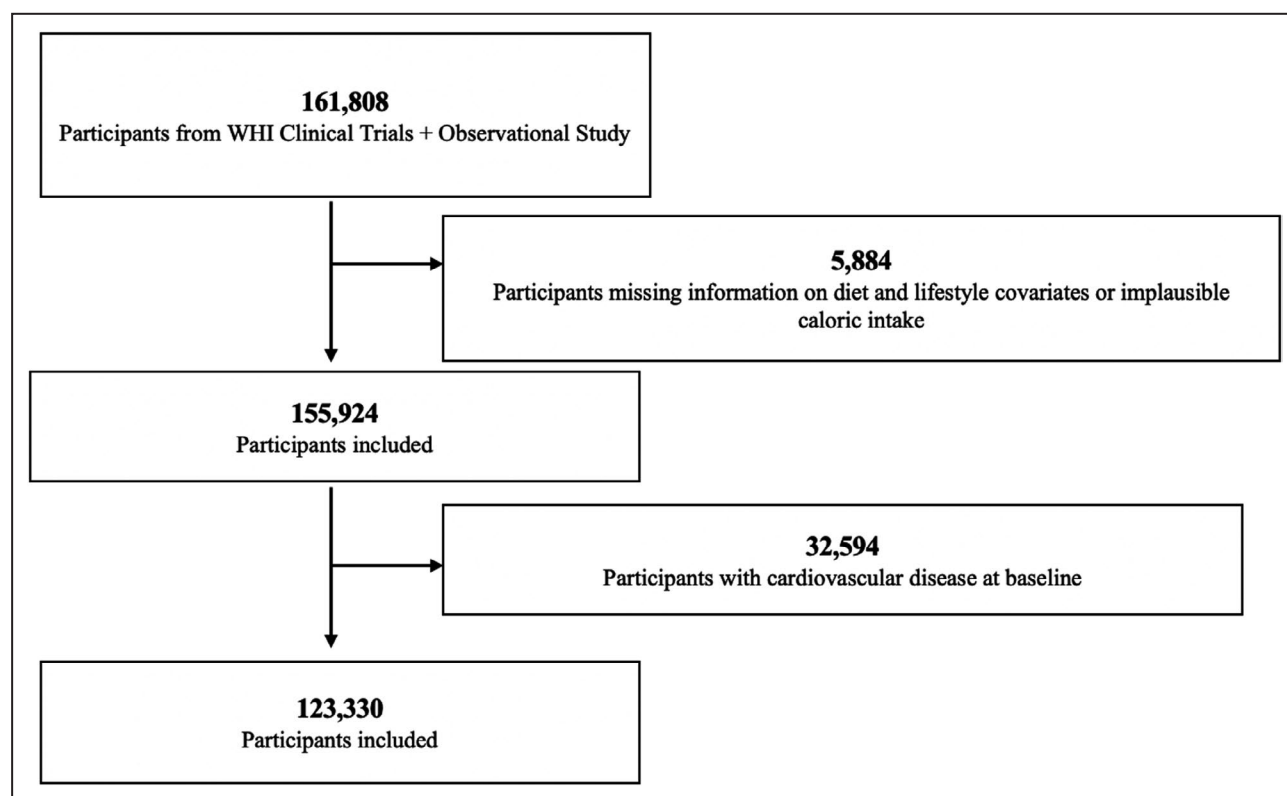 161,808
Participants from WHI Clinical Trials + Observational Study
5,884
Participants missing information on diet and lifestyle covariates or implausible
caloric intake
155,924
Participants included
32,594
Participants with cardiovascular disease at baseline
123,330
Participants included